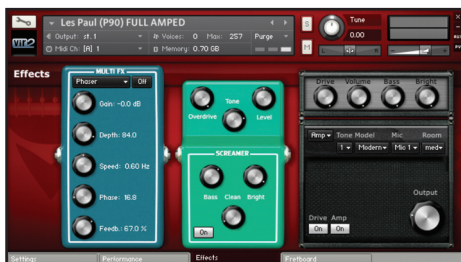 Les Paul (P90) FULL AMPED
Output: st. 1 Voices: 0 Max: 257 Purge
Midi Ch: [A] 1 Memory: 0.70 GB
S
M
Tune
0.00
vir2
Effects
MULTI FX
Phaser Off
Gain: -0.0 dB
Depth: 84.0
Speed: 0.60 Hz
Phase: 16.8
Feedb.: 67.0 %
Tone
Overdrive Level
SCREAMER
Bass Clean Bright
On
Drive Volume Bass Bright
Amp Tone Model Mic Room
1 Modern Mic 1 med
Output
Drive Amp
On On
Settings Performance Effects Fretboard